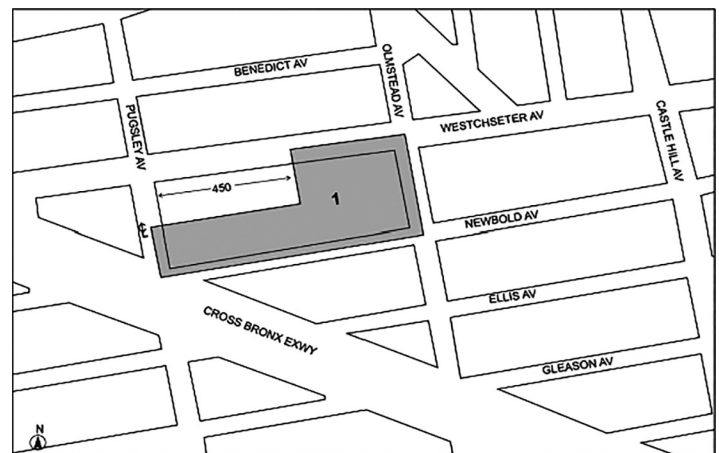 BENEDICT AV
OLMSTEAD AV
PUGSLEY AV
WESTCHSETER AV
CASTLE HILL AV
450
1
℄
NEWBOLD AV
ELLIS AV
CROSS BRONX EXWY
GLEASON AV
N